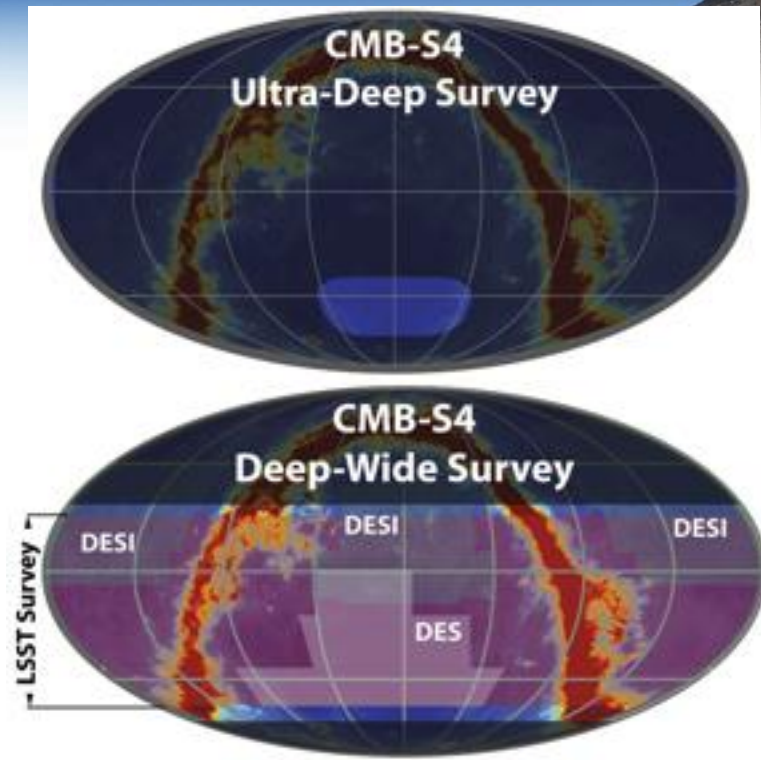 CMB-S4
Ultra-Deep Survey
CMB-S4
Deep-Wide Survey
LSST Survey
DESI
DESI
DESI
DES